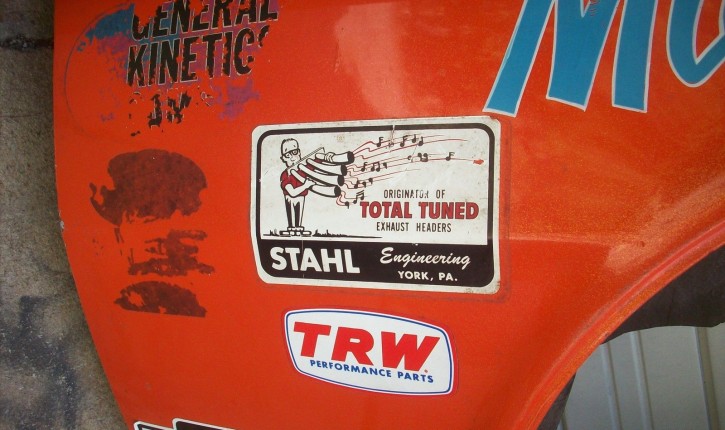 GENERAL
KINETICS
ORIGINATOR OF
TOTAL TUNED
EXHAUST HEADERS
STAHL Engineering
YORK, PA.
TRW
PERFORMANCE PARTS